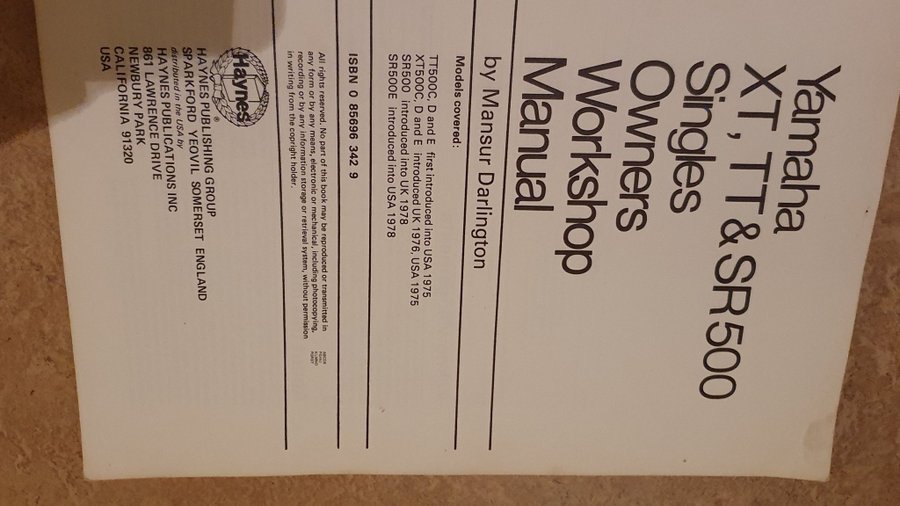 Yamaha
XT, TT & SR 500
Singles
Owners
Workshop
Manual
by Mansur Darlington
Models covered:
TT500C, D and E first introduced into USA 1975
XT500C, D and E introduced UK 1976, USA 1975
SR500 introduced into UK 1978
SR500E introduced into USA 1978
ISBN 0 85696 342 9
All rights reserved. No part of this book may be reproduced or transmitted in
any form or by any means, electronic or mechanical, including photocopying,
recording or by any information storage or retrieval system, without permission
in writing from the copright holder.
Haynes
®
HAYNES PUBLISHING GROUP
SPARKFORD YEOVIL SOMERSET ENGLAND
distributed in the USA by
HAYNES PUBLICATIONS INC
861 LAWRENCE DRIVE
NEWBURY PARK
CALIFORNIA 91320
USA